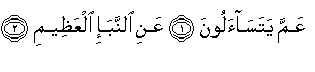 عَمَّ يَتَسَآءَلُونَ ۝١ عَنِ ٱلنَّبَإِ ٱلْعَظِيمِ ۝٢